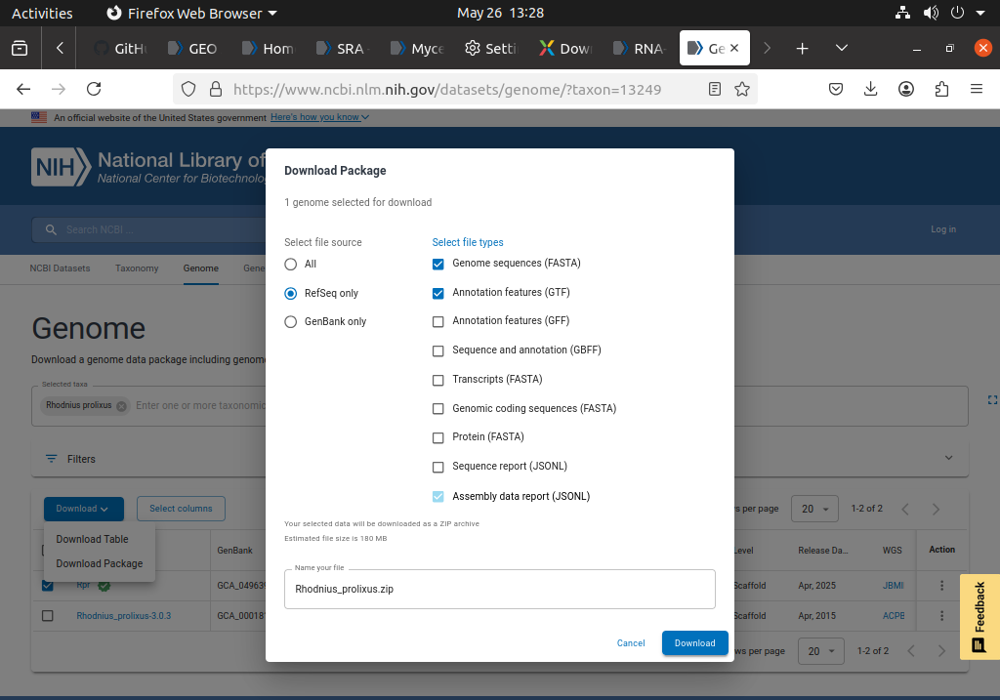 Activities
Firefox Web Browser
May 26 13:28
GitH
GEO
Hom
SRA
Myce
Setti
Dow
RNA-
Ge
https://www.ncbi.nlm.nih.gov/datasets/genome/?taxon=13249
An official website of the United States government
Here's how you know
NIH
National Library of
National Center for Biotechnolo
Search NCBI ...
Log in
NCBI Datasets
Taxonomy
Genome
Gene
Genome
Download a genome data package including genom
Selected taxa
Rhodnius prolixus
Enter one or more taxonomic
Filters
Download
Select columns
s per page
20
1-2 of 2
Download Table
Download Package
GenBank
Level
Release Da...
WGS
Action
Rpr
GCA_04963
Scaffold
Apr, 2025
JBMI
Rhodnius_prolixus-3.0.3
GCA_000181
Scaffold
Apr, 2015
ACPB
ws per page
20
1-2 of 2
Feedback
Download Package
1 genome selected for download
Select file source
All
RefSeq only
GenBank only
Select file types
Genome sequences (FASTA)
Annotation features (GTF)
Annotation features (GFF)
Sequence and annotation (GBFF)
Transcripts (FASTA)
Genomic coding sequences (FASTA)
Protein (FASTA)
Sequence report (JSONL)
Assembly data report (JSONL)
Your selected data will be downloaded as a ZIP archive
Estimated file size is 180 MB
Name your file
Rhodnius_prolixus.zip
Cancel
Download